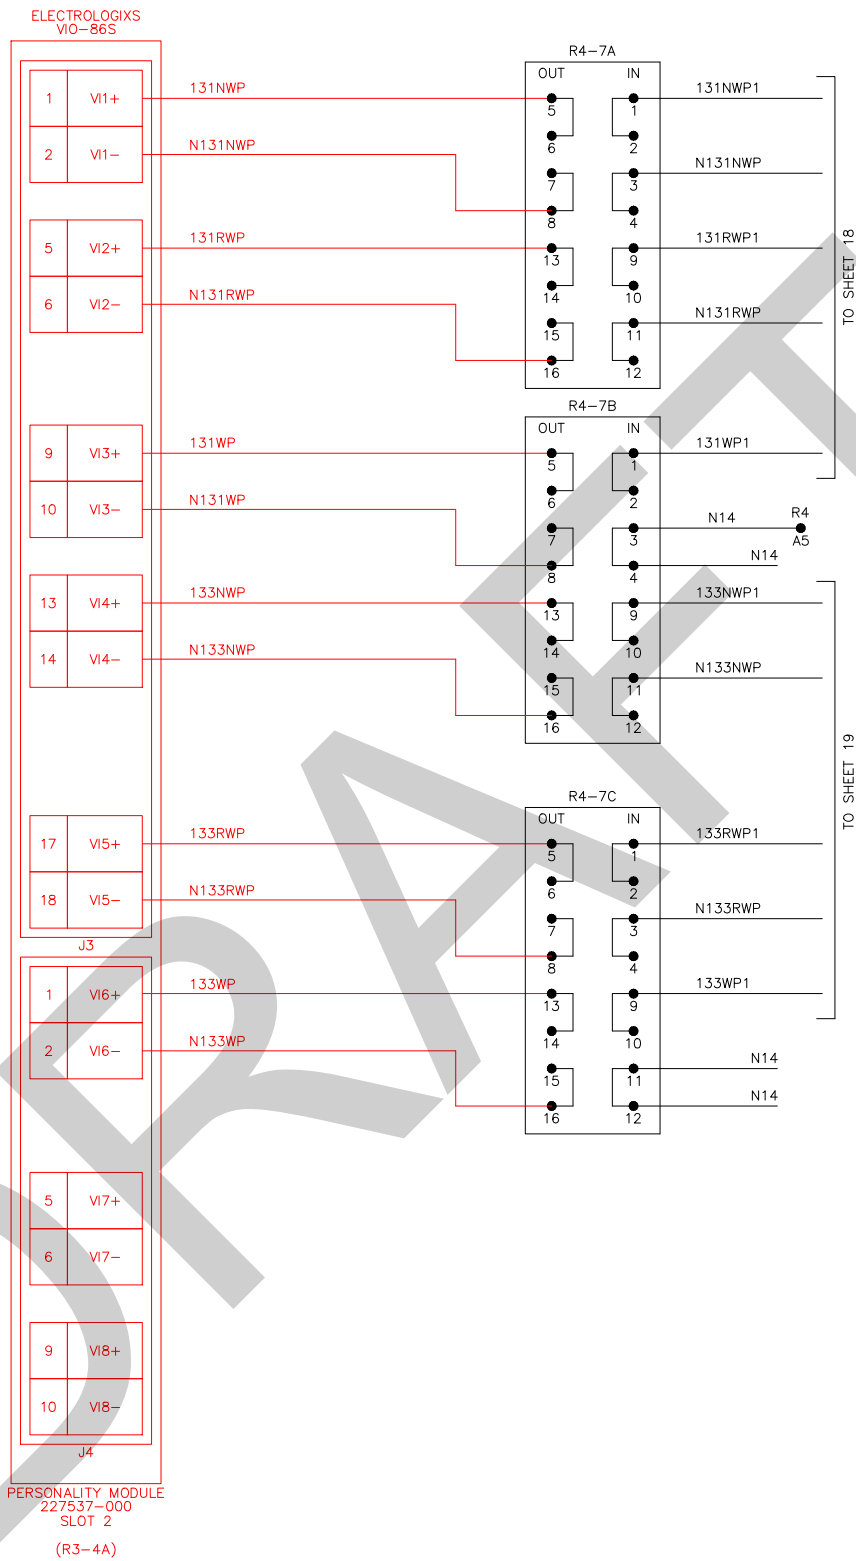 ELECTROLOGIXS
VIO-86S
1 VI1+ 131NWP
2 VI1- N131NWP
5 VI2+ 131RWP
6 VI2- N131RWP
9 VI3+ 131WP
10 VI3- N131WP
13 VI4+ 133NWP
14 VI4- N133NWP
17 VI5+ 133RWP
18 VI5- N133RWP
J3
1 VI6+ 133WP
2 VI6- N133WP
5 VI7+
6 VI7-
9 VI8+
10 VI8-
J4
PERSONALITY MODULE
227537-000
SLOT 2
(R3-4A)
R4-7A
OUT IN
5 1 131NWP1
6 2
7 3 N131NWP
8 4
13 9 131RWP1
14 10
15 11 N131RWP
16 12
TO SHEET 18
R4-7B
OUT IN
5 1 131WP1
6 2
7 3 N14 R4 A5
8 4 N14
13 9 133NWP1
14 10
15 11 N133NWP
16 12
TO SHEET 19
R4-7C
OUT IN
5 1 133RWP1
6 2
7 3 N133RWP
8 4
13 9 133WP1
14 10
15 11 N14
16 12 N14
DRAFT